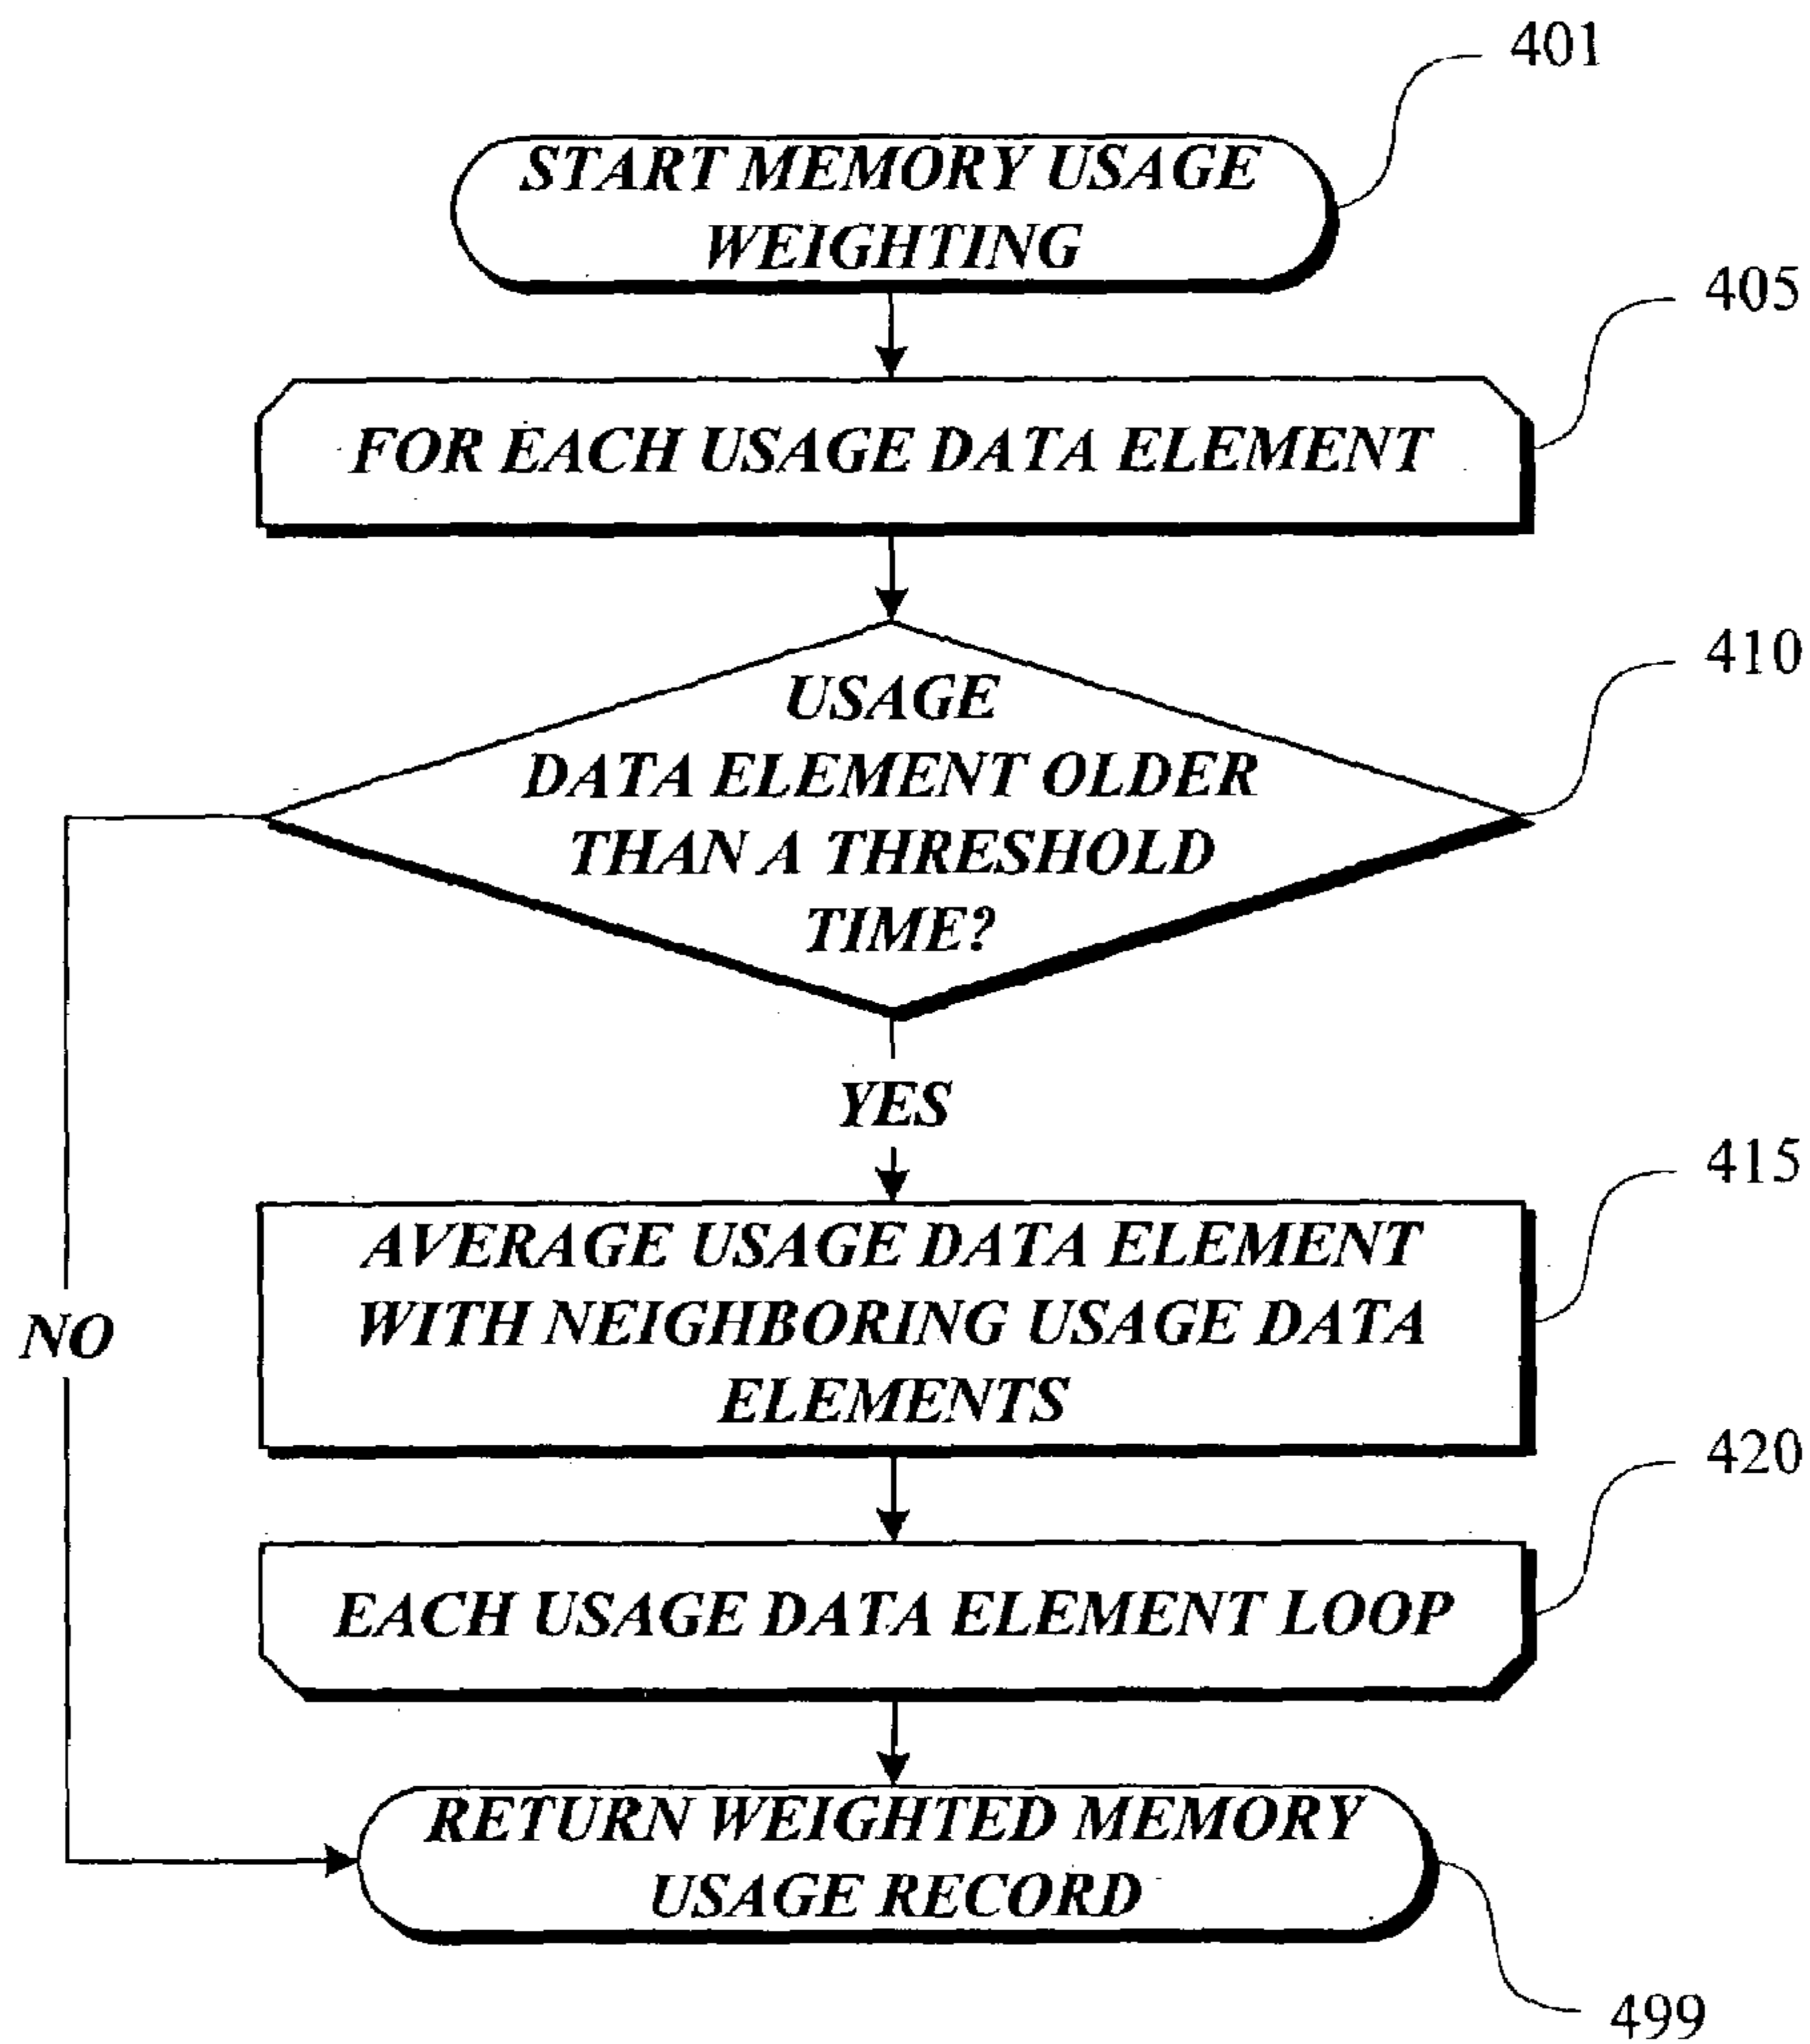 401
START MEMORY USAGE
WEIGHTING
405
FOR EACH USAGE DATA ELEMENT
410
USAGE
DATA ELEMENT OLDER
THAN A THRESHOLD
TIME?
YES
415
AVERAGE USAGE DATA ELEMENT
WITH NEIGHBORING USAGE DATA
ELEMENTS
NO
420
EACH USAGE DATA ELEMENT LOOP
RETURN WEIGHTED MEMORY
USAGE RECORD
499